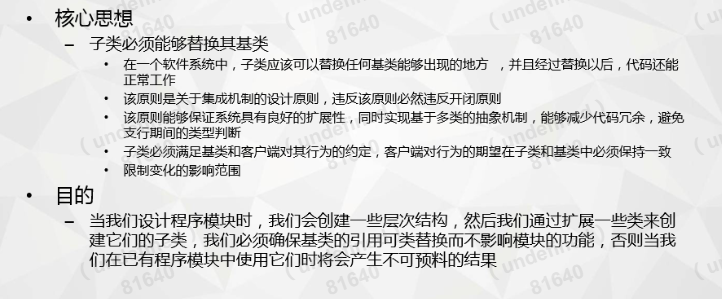 • 核心思想
– 子类必须能够替换其基类
• 在一个软件系统中，子类应该可以替换任何基类能够出现的地方 ，并且经过替换以后，代码还能
正常工作
• 该原则是关于集成机制的设计原则，违反该原则必然违反开闭原则
• 该原则能够保证系统具有良好的扩展性，同时实现基于多类的抽象机制，能够减少代码冗余，避免
支行期间的类型判断
• 子类必须满足基类和客户端对其行为的约定，客户端对行为的期望在子类和基类中必须保持一致
• 限制变化的影响范围
• 目的
– 当我们设计程序模块时，我们会创建一些层次结构，然后我们通过扩展一些类来创
建它们的子类，我们必须确保基类的引用可类替换而不影响模块的功能，否则当我
们在已有程序模块中使用它们时将会产生不可预料的结果